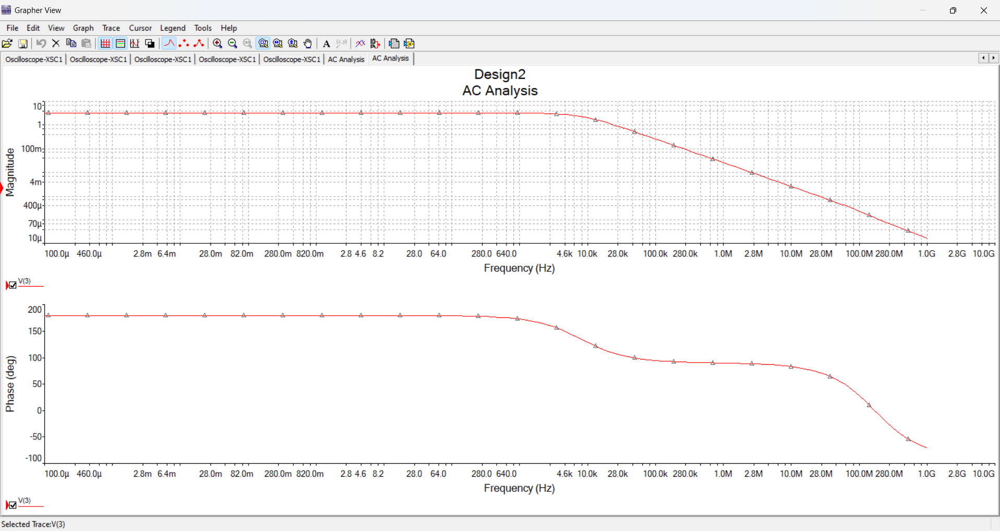 Grapher View
File Edit View Graph Trace Cursor Legend Tools Help
Oscilloscope-XSC1 Oscilloscope-XSC1 Oscilloscope-XSC1 Oscilloscope-XSC1 Oscilloscope-XSC1 AC Analysis AC Analysis
Design2
AC Analysis
Magnitude
10
1
100m
4m
400µ
70µ
10µ
100.0µ 460.0µ 2.8m 6.4m 28.0m 82.0m 280.0m 820.0m 2.8 4.6 8.2 28.0 64.0 280.0 640.0 4.6k 10.0k 28.0k 100.0k 280.0k 1.0M 2.8M 10.0M 28.0M 100.0M 280.0M 1.0G 2.8G 10.0G
Frequency (Hz)
V(3)
Phase (deg)
200
150
100
50
0
-50
-100
100.0µ 460.0µ 2.8m 6.4m 28.0m 82.0m 280.0m 820.0m 2.8 4.6 8.2 28.0 64.0 280.0 640.0 4.6k 10.0k 28.0k 100.0k 280.0k 1.0M 2.8M 10.0M 28.0M 100.0M 280.0M 1.0G 2.8G 10.0G
Frequency (Hz)
V(3)
Selected Trace:V(3)